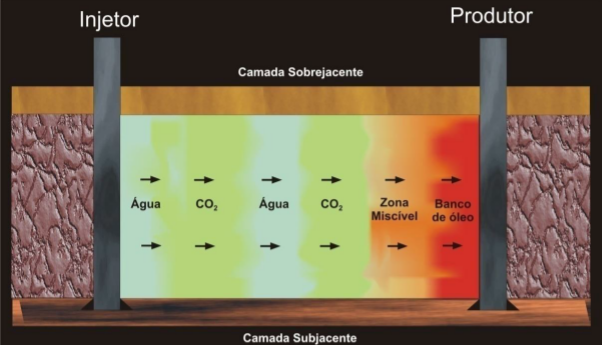 Injetor
Produtor
Camada Sobrejacente
Água
CO₂
Água
CO₂
Zona
Miscível
Banco
de óleo
Camada Subjacente